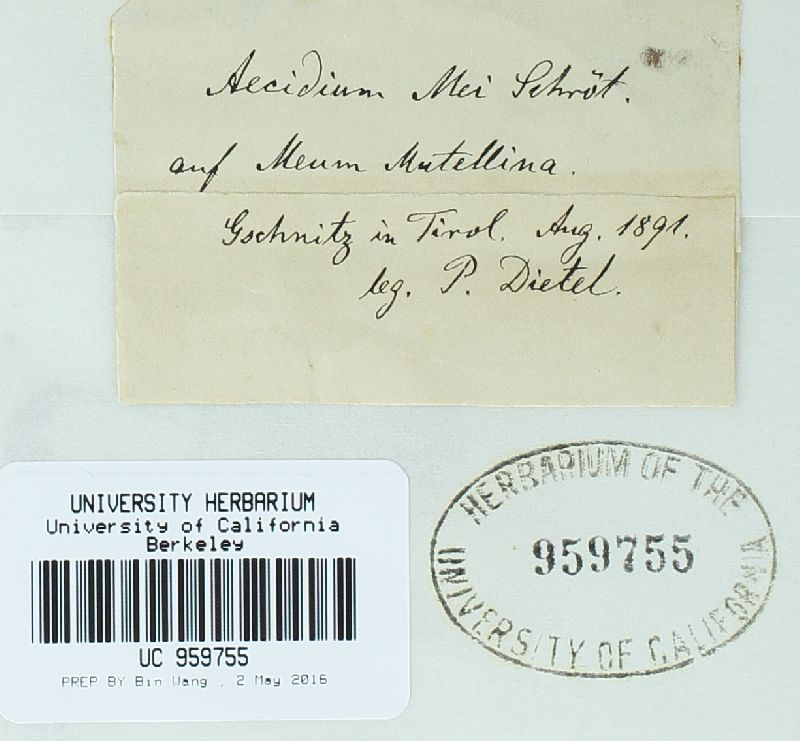 Aecidium Mei Schröt.
auf Meum Mutellina.
Gschnitz in Tirol. Aug. 1891.
leg. P. Dietel.
UNIVERSITY HERBARIUM
University of California
Berkeley
UC 959755
PREP BY Bin Wang , 2 May 2016
HERBARIUM OF THE
959755
UNIVERSITY OF CALIFORNIA